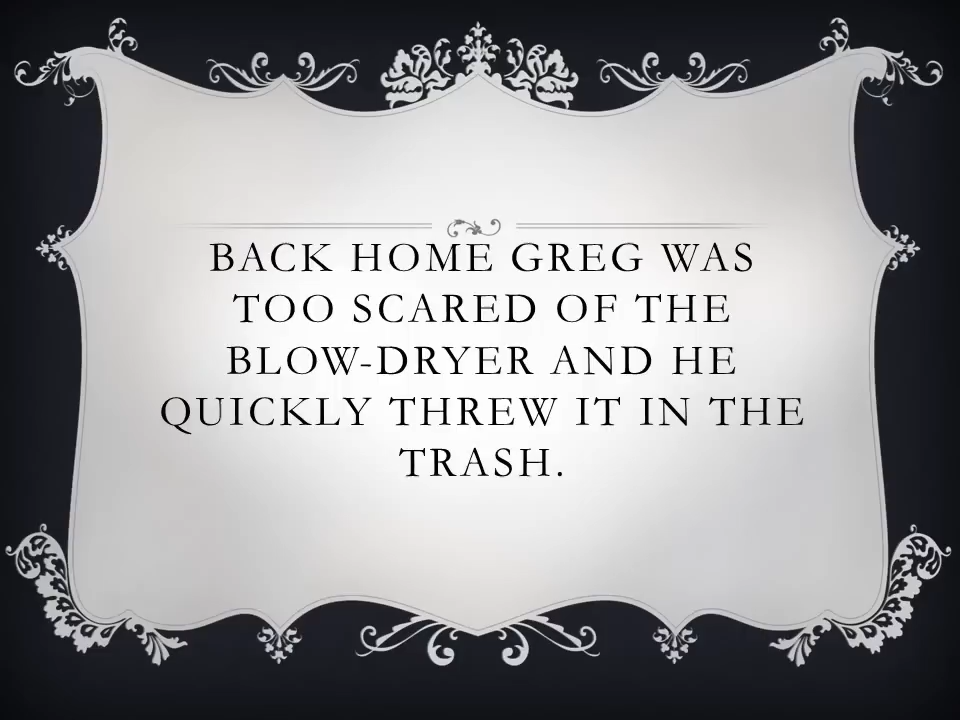 BACK HOME GREG WAS
TOO SCARED OF THE
BLOW-DRYER AND HE
QUICKLY THREW IT IN THE
TRASH.